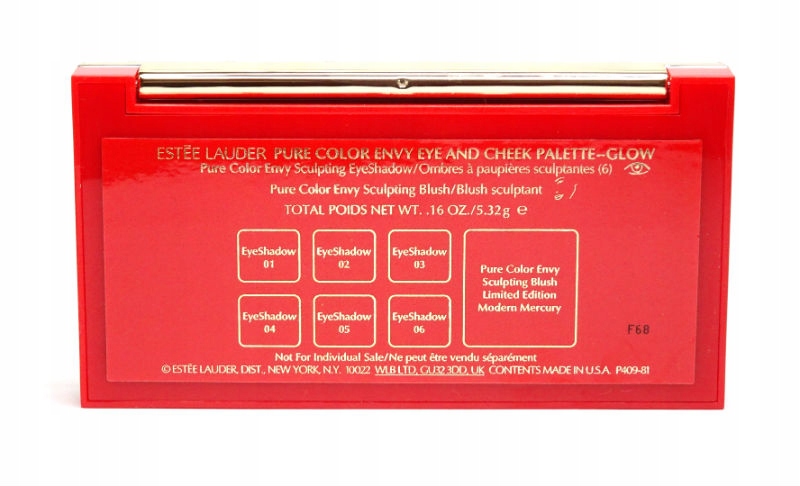 ESTĒE LAUDER PURE COLOR ENVY EYE AND CHEEK PALETTE–GLOW
Pure Color Envy Sculpting EyeShadow/Ombres à paupières sculptantes (6)
Pure Color Envy Sculpting Blush/Blush sculptant
TOTAL POIDS NET WT. .16 OZ./5.32g ℮
EyeShadow
01
EyeShadow
02
EyeShadow
03
EyeShadow
04
EyeShadow
05
EyeShadow
06
Pure Color Envy
Sculpting Blush
Limited Edition
Modern Mercury
F68
Not For Individual Sale/Ne peut être vendu séparément
© ESTĒE LAUDER, DIST., NEW YORK, N.Y. 10022 WLB LTD, GU32 3DD, UK CONTENTS MADE IN U.S.A. P409-81